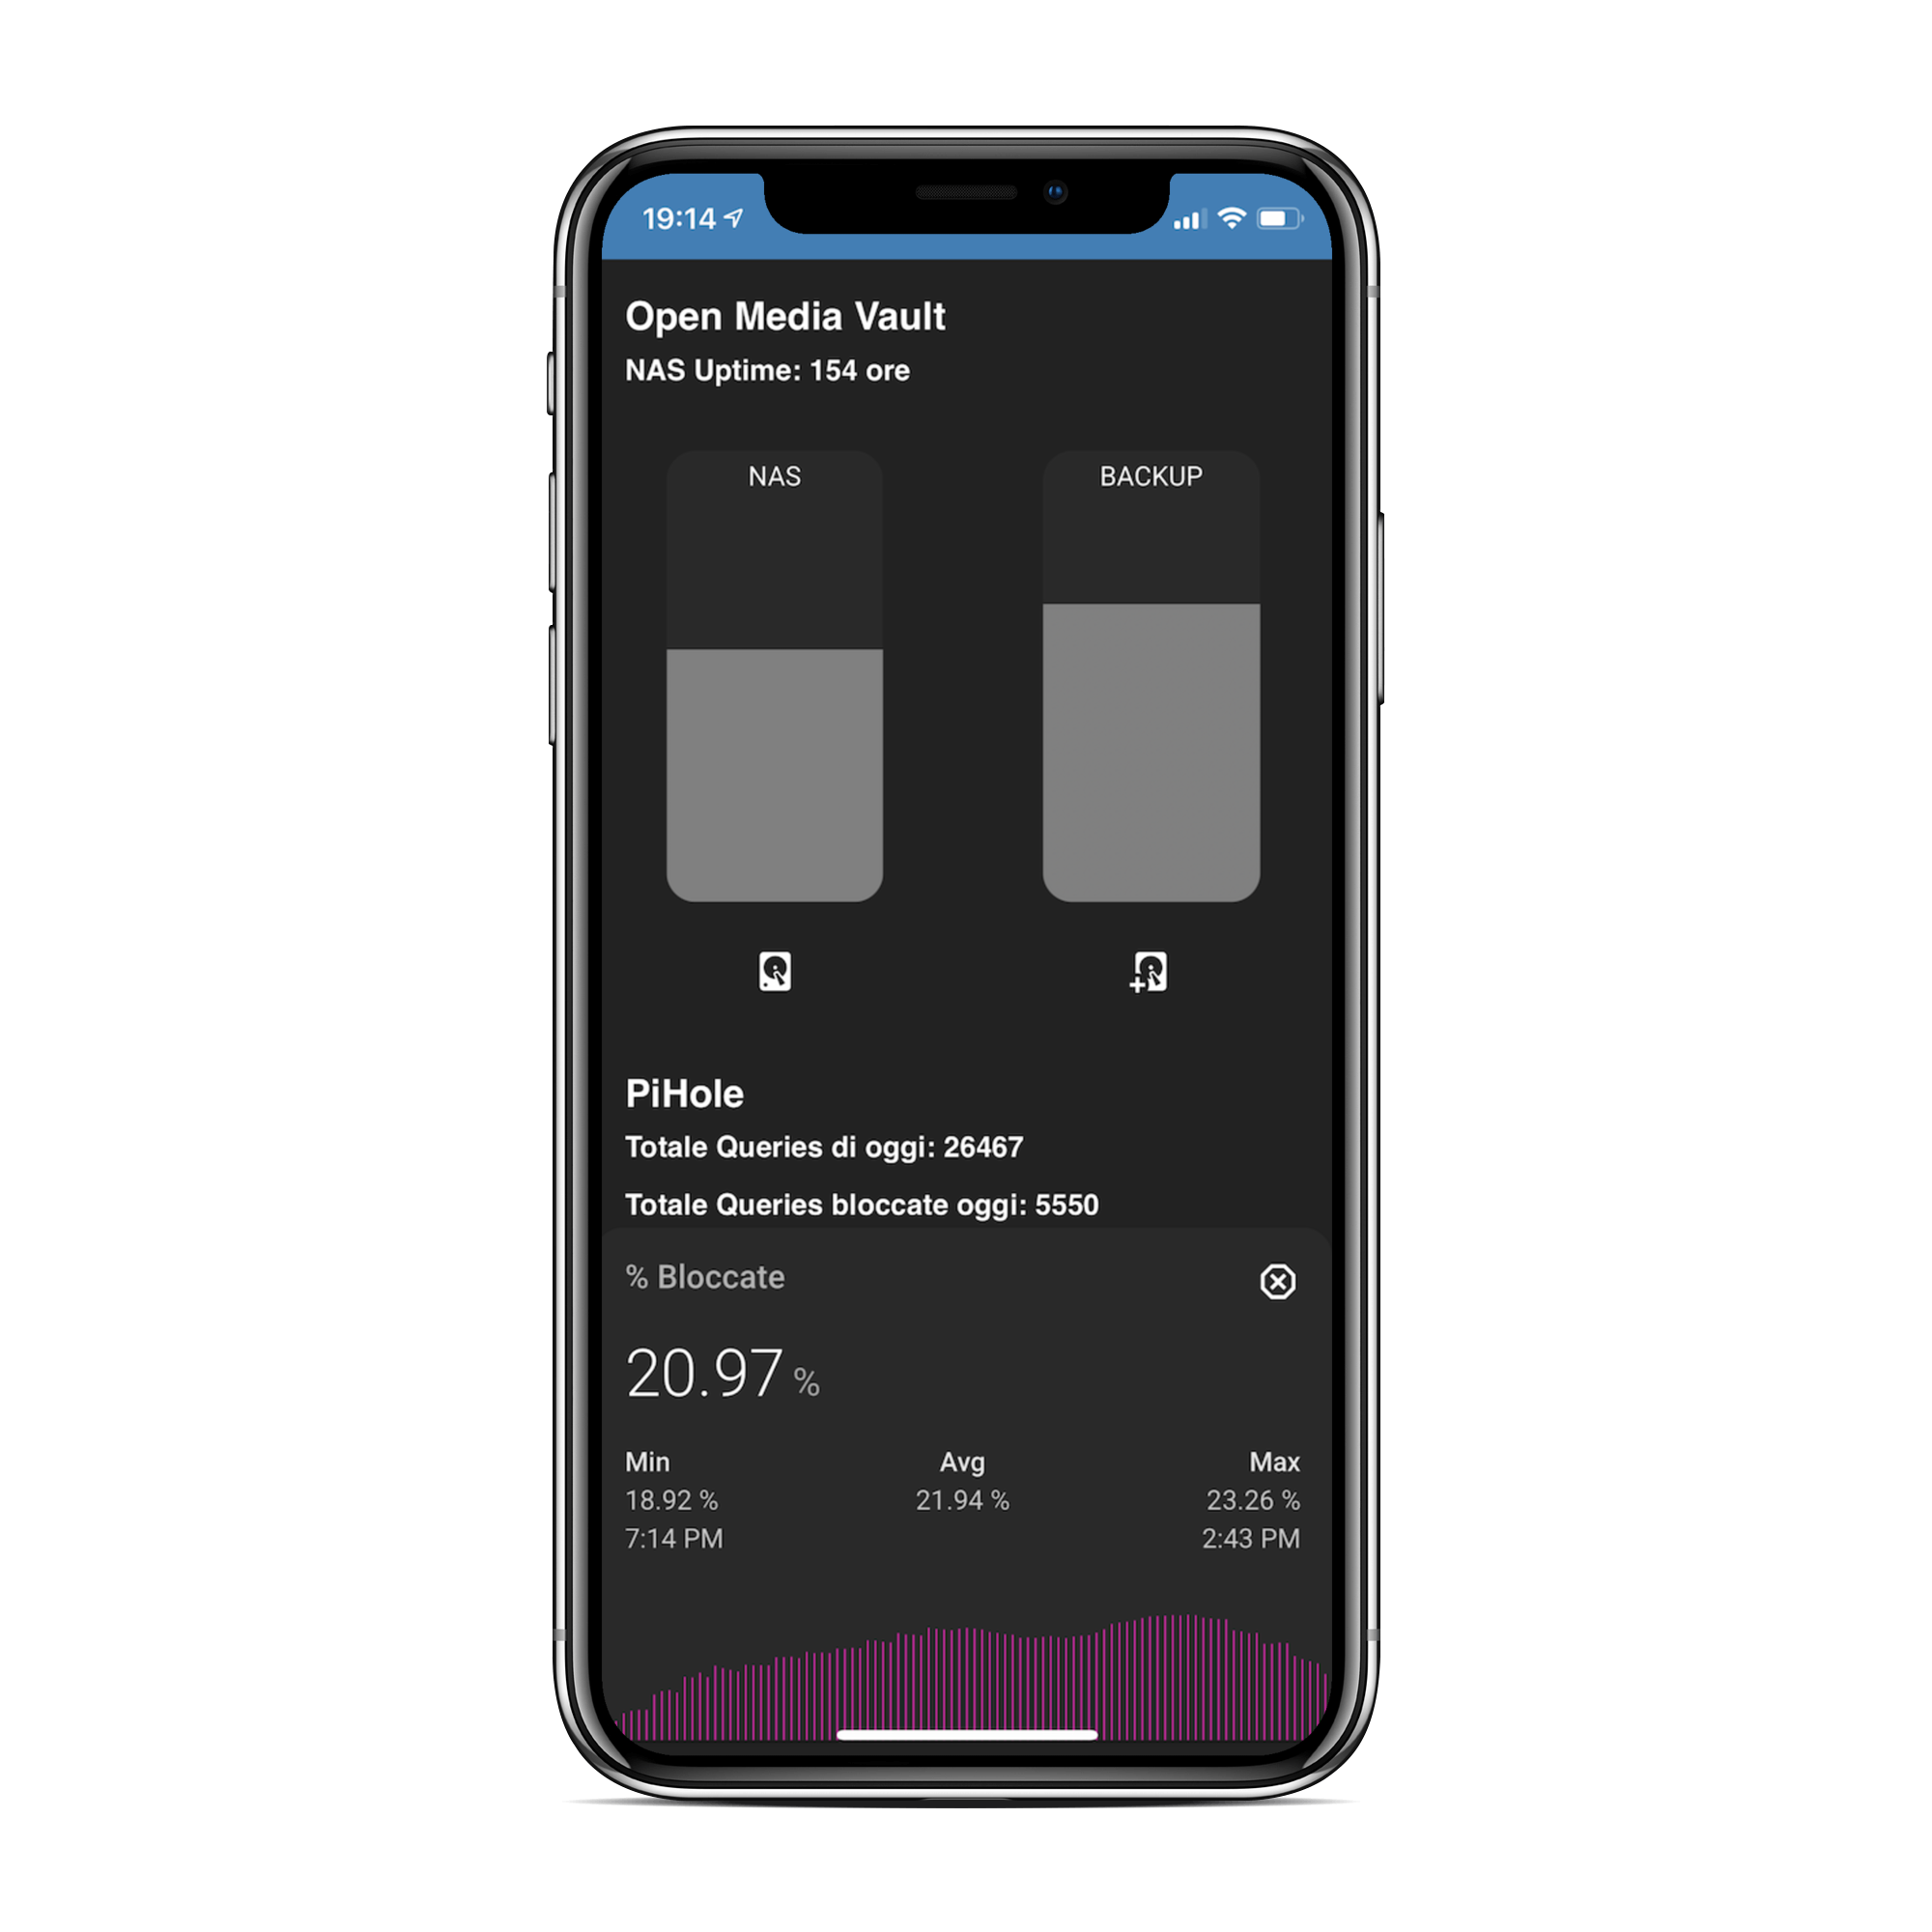 19:14
Open Media Vault
NAS Uptime: 154 ore
NAS BACKUP
PiHole
Totale Queries di oggi: 26467
Totale Queries bloccate oggi: 5550
% Bloccate
20.97 %
Min Avg Max
18.92 % 21.94 % 23.26 %
7:14 PM 2:43 PM